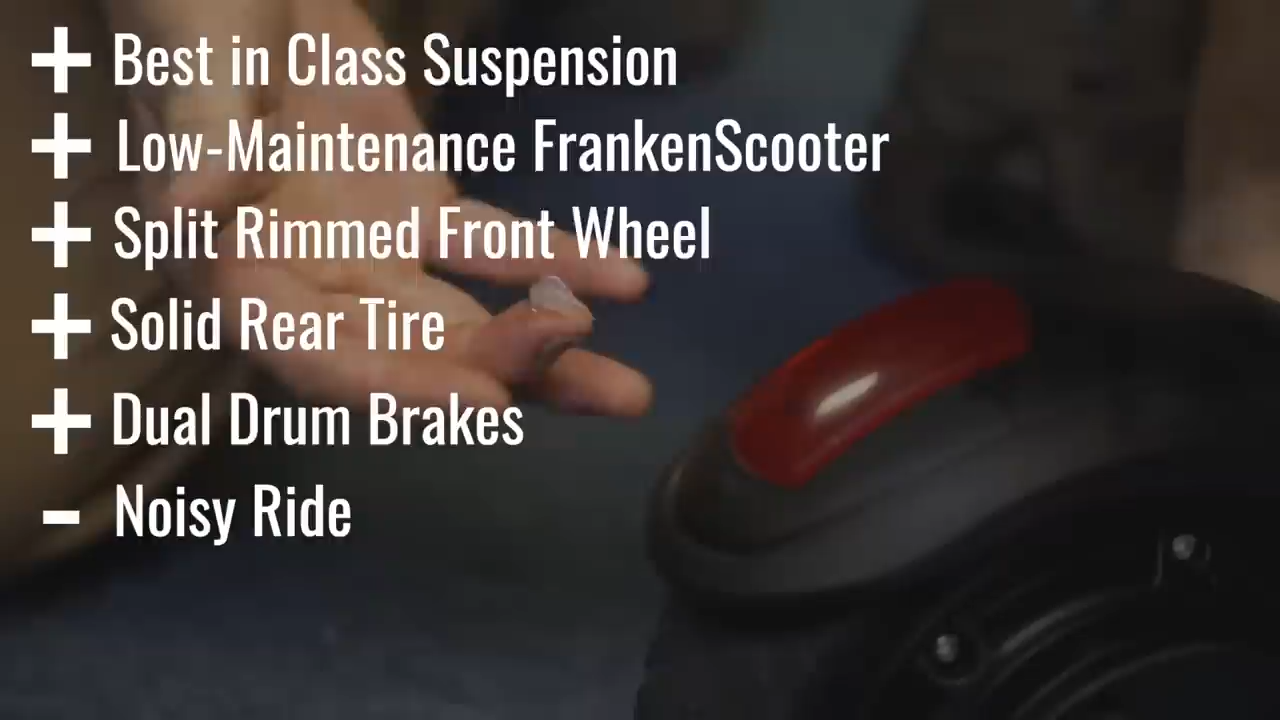 + Best in Class Suspension
+ Low-Maintenance FrankenScooter
+ Split Rimmed Front Wheel
+ Solid Rear Tire
+ Dual Drum Brakes
- Noisy Ride